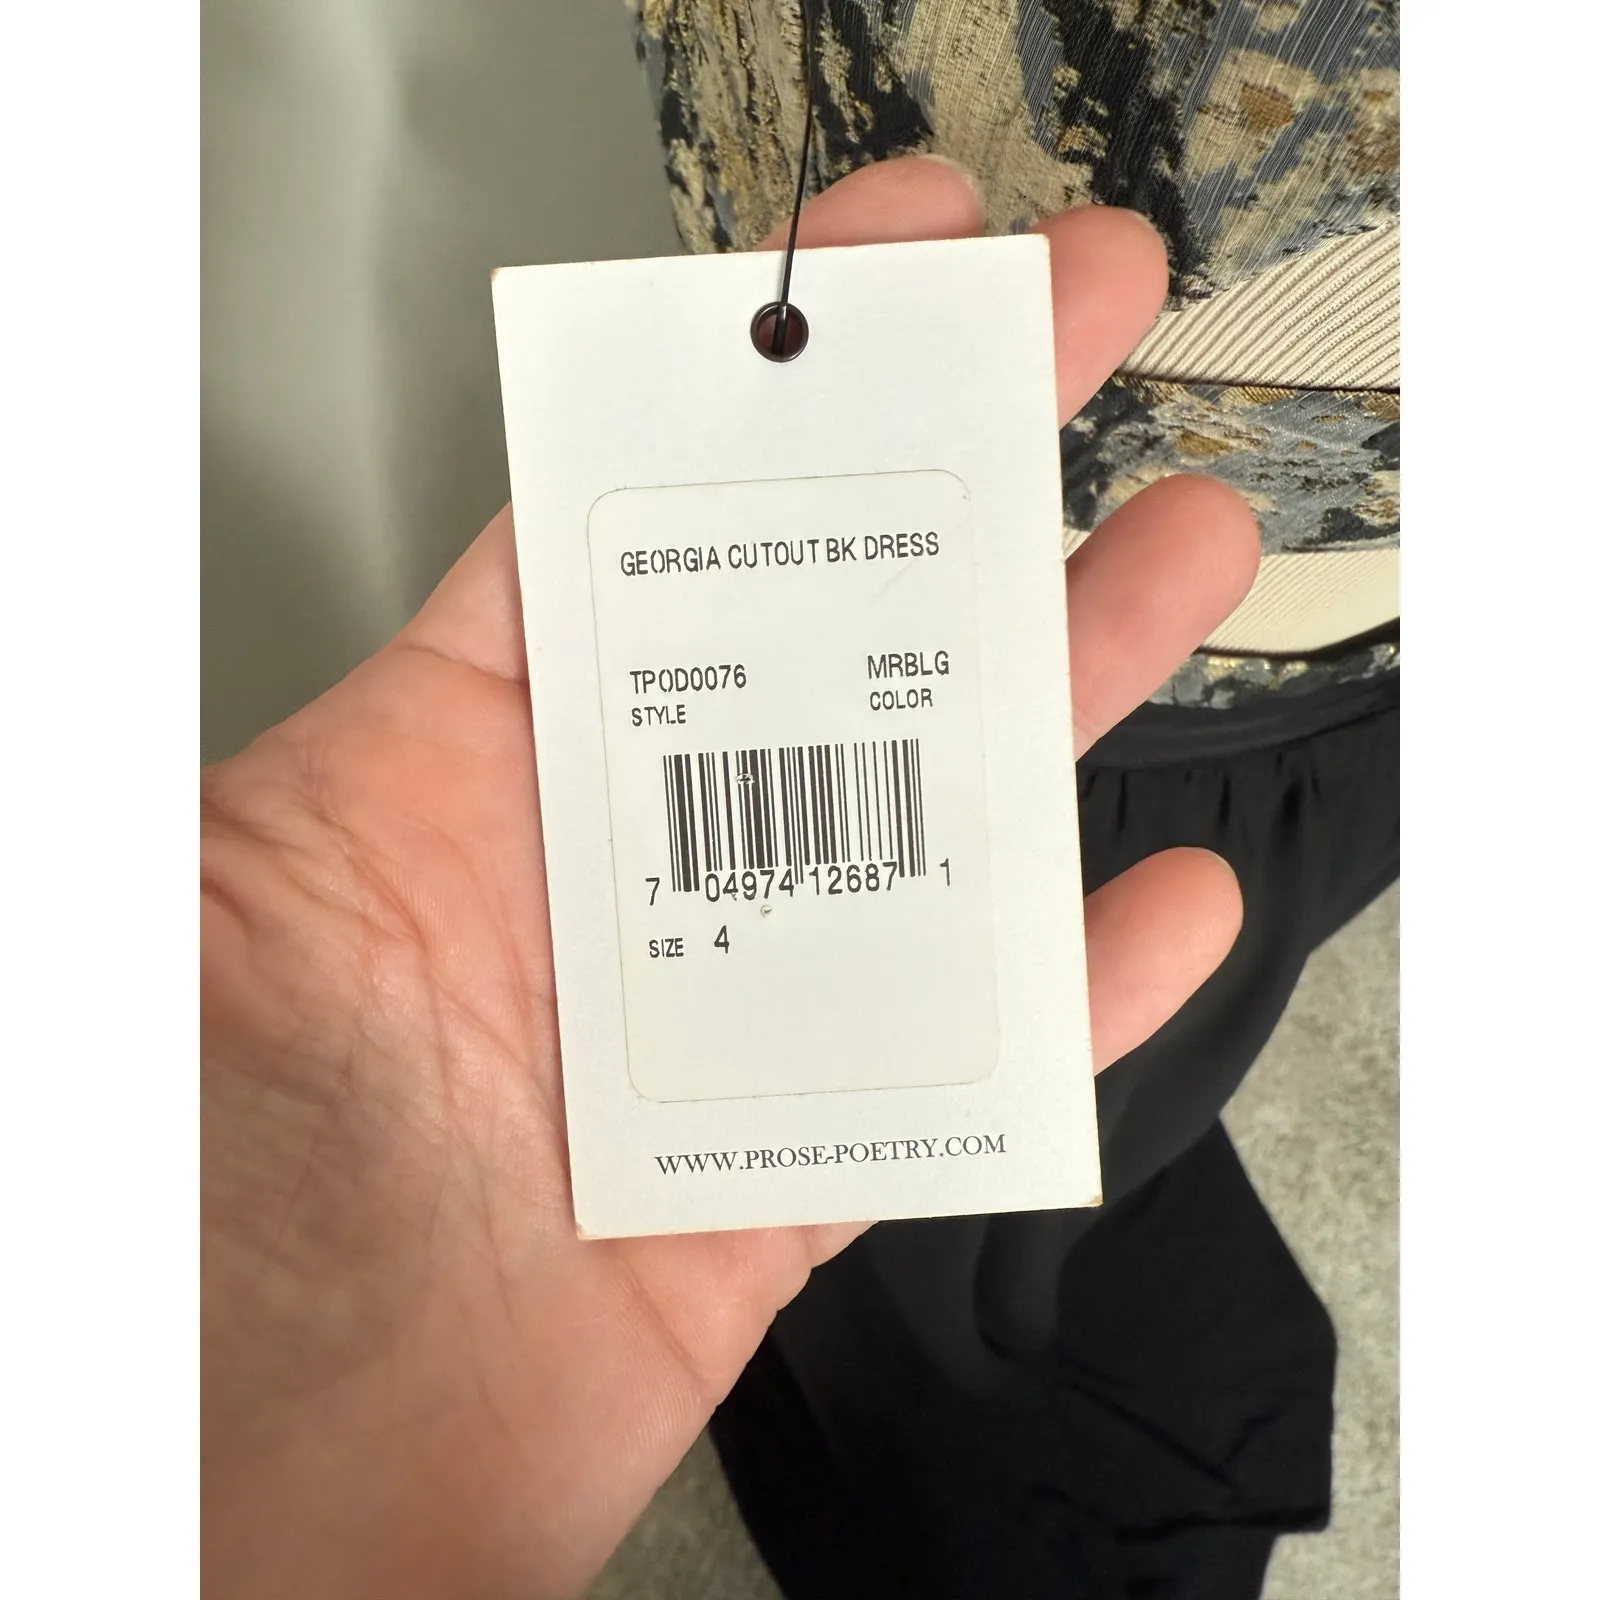 GEORGIA CUTOUT BK DRESS
TPOD0076 MRBLG
STYLE COLOR
7 04974 12687 1
SIZE 4
WWW.PROSE-POETRY.COM